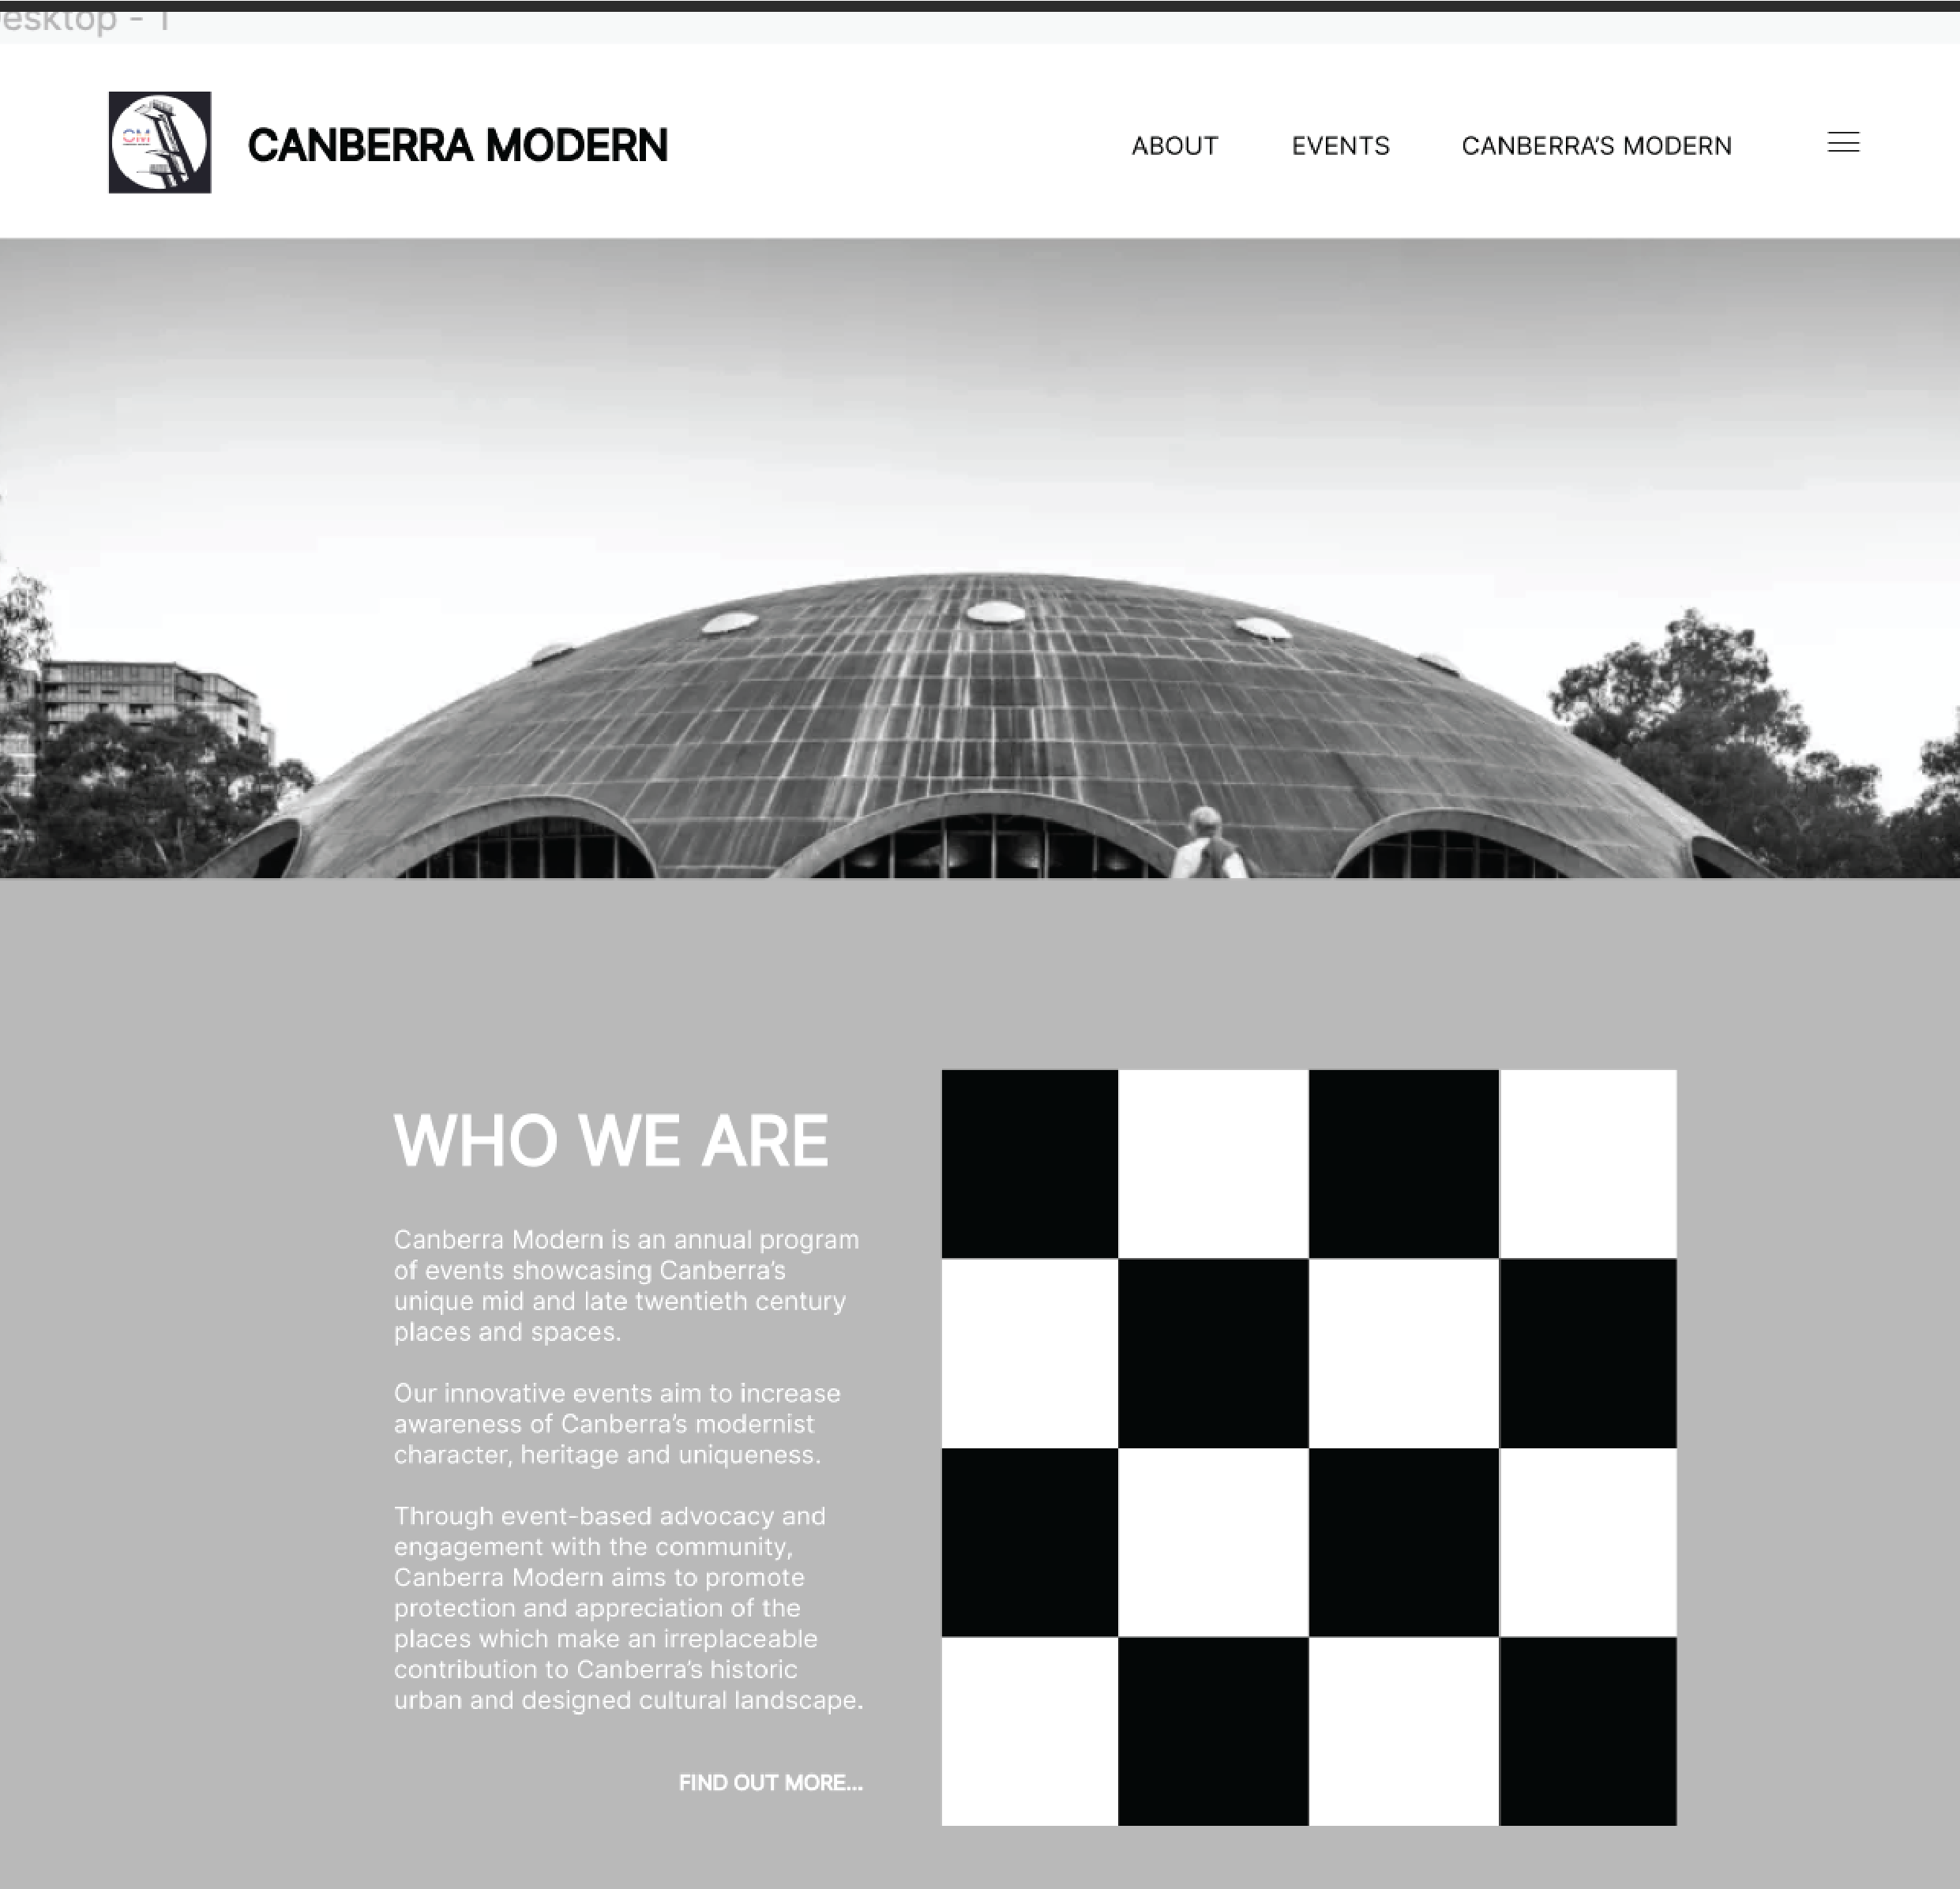 Desktop - 1
CM
CANBERRA MODERN
ABOUT
EVENTS
CANBERRA’S MODERN
WHO WE ARE
Canberra Modern is an annual program
of events showcasing Canberra’s
unique mid and late twentieth century
places and spaces.
Our innovative events aim to increase
awareness of Canberra’s modernist
character, heritage and uniqueness.
Through event-based advocacy and
engagement with the community,
Canberra Modern aims to promote
protection and appreciation of the
places which make an irreplaceable
contribution to Canberra’s historic
urban and designed cultural landscape.
FIND OUT MORE...